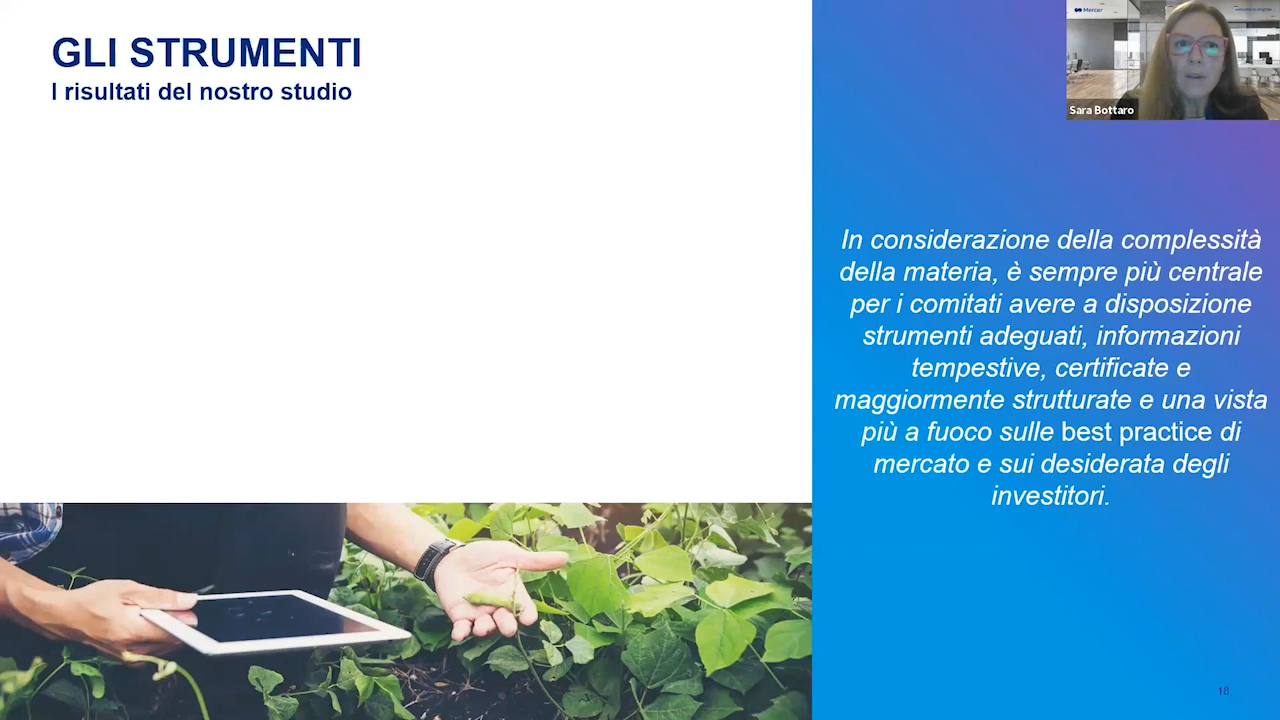 GLI STRUMENTI
I risultati del nostro studio
Mercer
Sara Bottaro
In considerazione della complessità
della materia, è sempre più centrale
per i comitati avere a disposizione
strumenti adeguati, informazioni
tempestive, certificate e
maggiormente strutturate e una vista
più a fuoco sulle best practice di
mercato e sui desiderata degli
investitori.
18